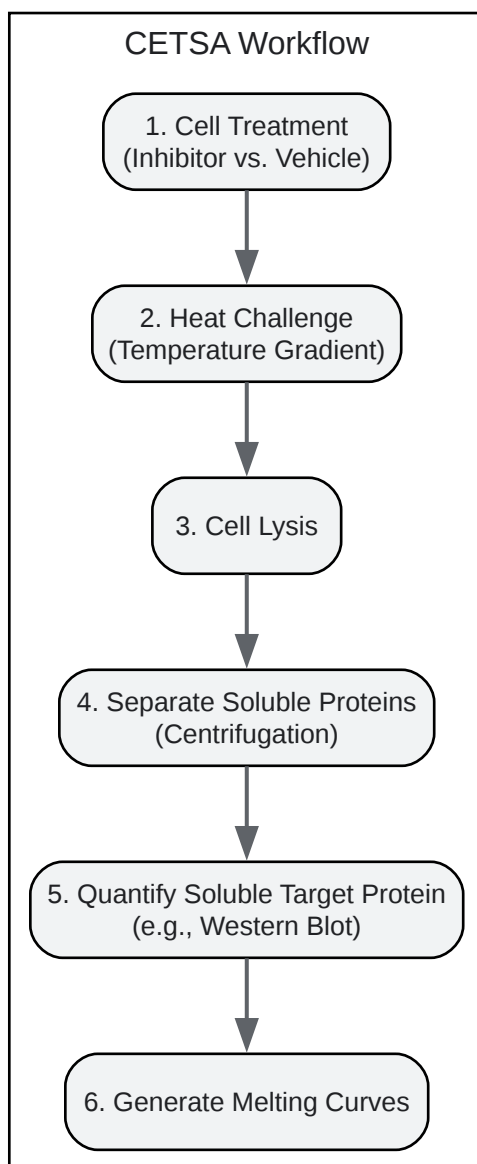 CETSA Workflow
1. Cell Treatment
(Inhibitor vs. Vehicle)
2. Heat Challenge
(Temperature Gradient)
3. Cell Lysis
4. Separate Soluble Proteins
(Centrifugation)
5. Quantify Soluble Target Protein
(e.g., Western Blot)
6. Generate Melting Curves